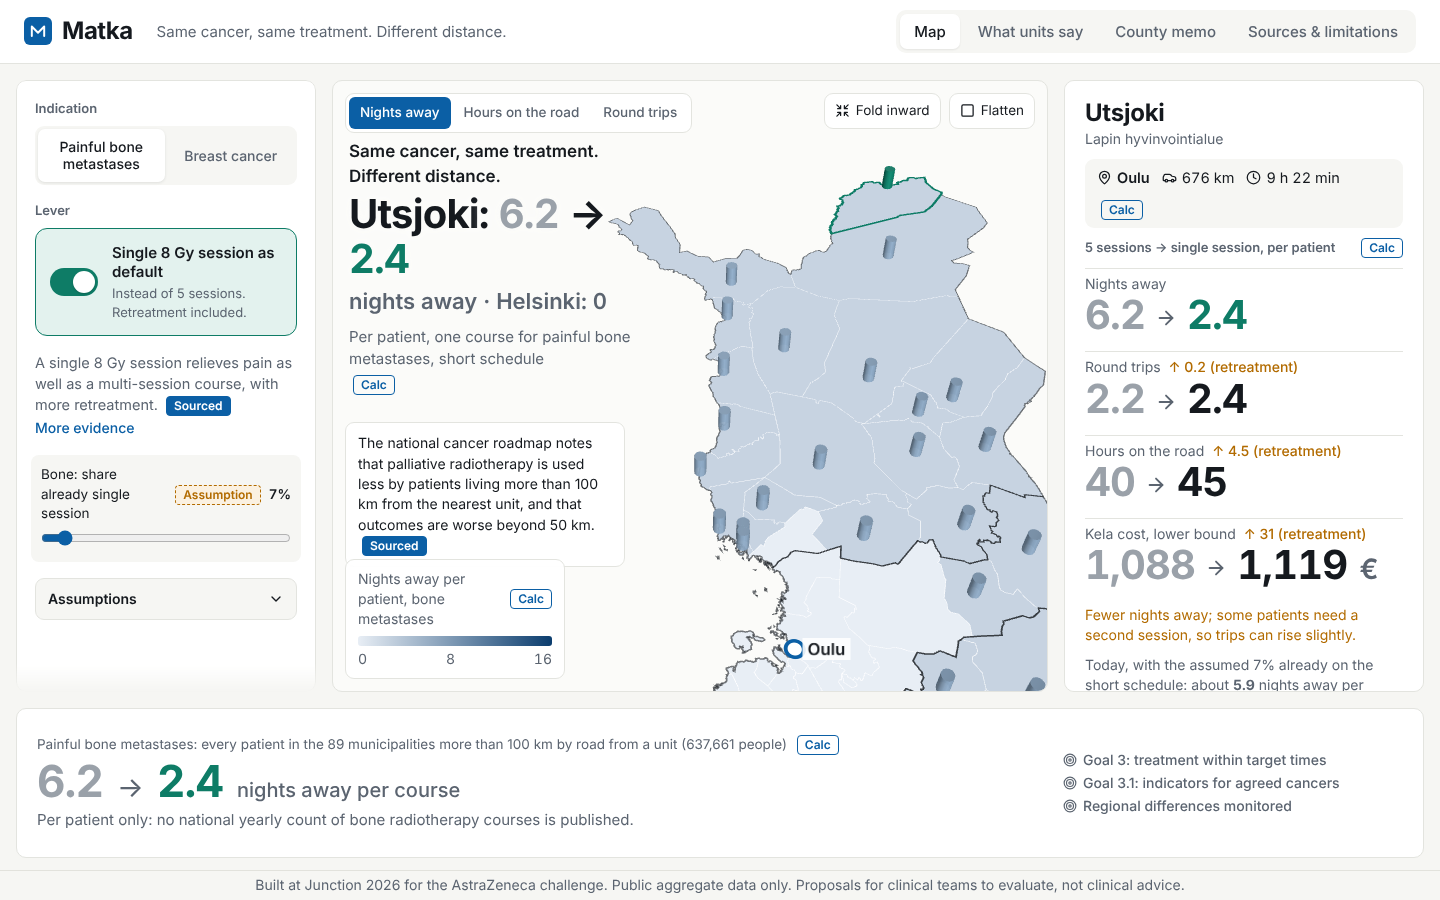 Matka
Same cancer, same treatment. Different distance.
Map
What units say
County memo
Sources & limitations
Indication
Painful bone
metastases
Breast cancer
Lever
Single 8 Gy session as
default
Instead of 5 sessions.
Retreatment included.
A single 8 Gy session relieves pain as
well as a multi-session course, with
more retreatment. Sourced
More evidence
Bone: share
already single
session
Assumption 7%
Assumptions
Nights away
Hours on the road
Round trips
Fold inward
Flatten
Same cancer, same treatment.
Different distance.
Utsjoki: 6.2 →
2.4
nights away · Helsinki: 0
Per patient, one course for painful bone
metastases, short schedule
Calc
The national cancer roadmap notes
that palliative radiotherapy is used
less by patients living more than 100
km from the nearest unit, and that
outcomes are worse beyond 50 km.
Sourced
Nights away per
patient, bone
metastases
Calc
0 8 16
Oulu
Utsjoki
Lapin hyvinvointialue
Oulu 676 km 9 h 22 min
Calc
5 sessions → single session, per patient Calc
Nights away
6.2 → 2.4
Round trips ↑ 0.2 (retreatment)
2.2 → 2.4
Hours on the road ↑ 4.5 (retreatment)
40 → 45
Kela cost, lower bound ↑ 31 (retreatment)
1,088 → 1,119 €
Fewer nights away; some patients need a
second session, so trips can rise slightly.
Today, with the assumed 7% already on the
short schedule: about 5.9 nights away per
Painful bone metastases: every patient in the 89 municipalities more than 100 km by road from a unit (637,661 people) Calc
6.2 → 2.4 nights away per course
Per patient only: no national yearly count of bone radiotherapy courses is published.
Goal 3: treatment within target times
Goal 3.1: indicators for agreed cancers
Regional differences monitored
Built at Junction 2026 for the AstraZeneca challenge. Public aggregate data only. Proposals for clinical teams to evaluate, not clinical advice.